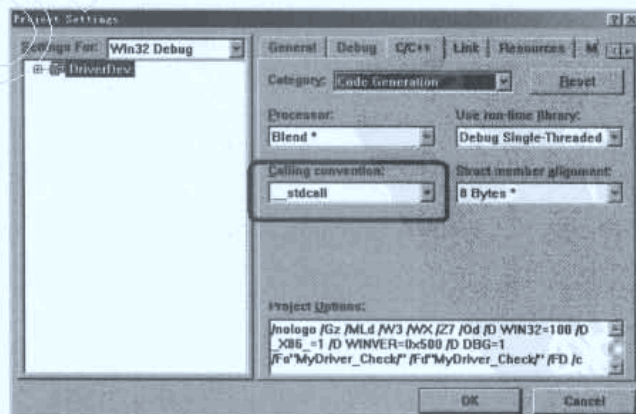 Project Settings
Settings For: Win32 Debug
DriverDev
General Debug C/C++ Link Resources M
Category: Code Generation Reset
Processor: Use run-time library:
Blend * Debug Single-Threaded
Calling convention: Struct member alignment:
__stdcall 8 Bytes *
Project Options:
/nologo /Gz /MLd /W3 /WX /Z7 /Od /D WIN32=100 /D
_X86_=1 /D WINVER=0x500 /D DBG=1
/Fo"MyDriver_Check/" /Fd"MyDriver_Check/" /FD /c
OK Cancel